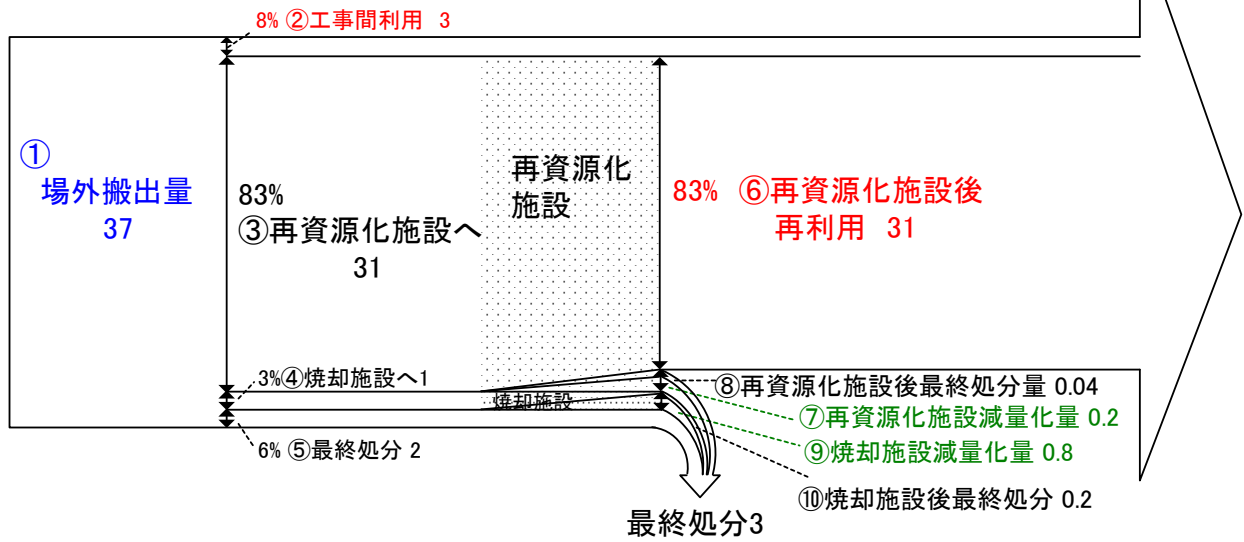 8% ②工事間利用 3
①
場外搬出量
37
83%
③再資源化施設へ
31
再資源化
施設
83% ⑥再資源化施設後
再利用 31
3%④焼却施設へ1
焼却施設
6% ⑤最終処分 2
⑧再資源化施設後最終処分量 0.04
⑦再資源化施設減量化量 0.2
⑨焼却施設減量化量 0.8
⑩焼却施設後最終処分 0.2
最終処分3